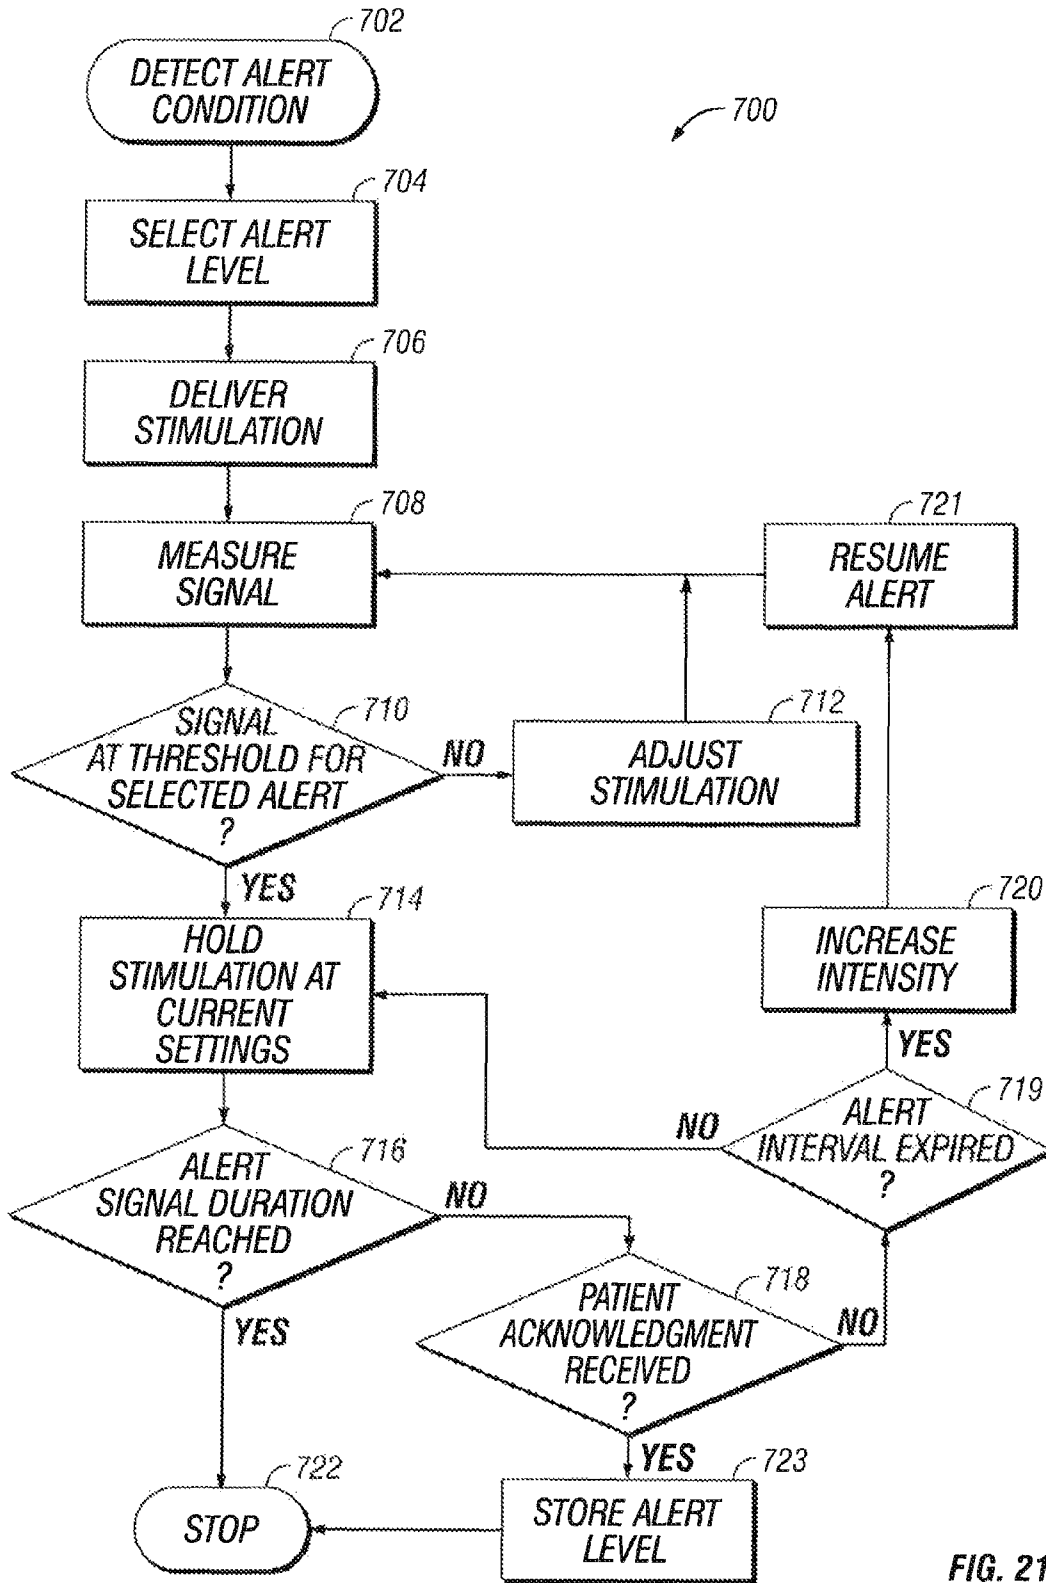 702
DETECT ALERT
CONDITION
700
704
SELECT ALERT
LEVEL
706
DELIVER
STIMULATION
708
MEASURE
SIGNAL
721
RESUME
ALERT
710
SIGNAL
AT THRESHOLD FOR
SELECTED ALERT
?
NO
712
ADJUST
STIMULATION
YES
714
HOLD
STIMULATION AT
CURRENT
SETTINGS
720
INCREASE
INTENSITY
YES
719
ALERT
INTERVAL EXPIRED
?
NO
716
ALERT
SIGNAL DURATION
REACHED
?
NO
YES
718
PATIENT
ACKNOWLEDGMENT
RECEIVED
?
NO
YES
722
STOP
723
STORE ALERT
LEVEL
FIG. 21